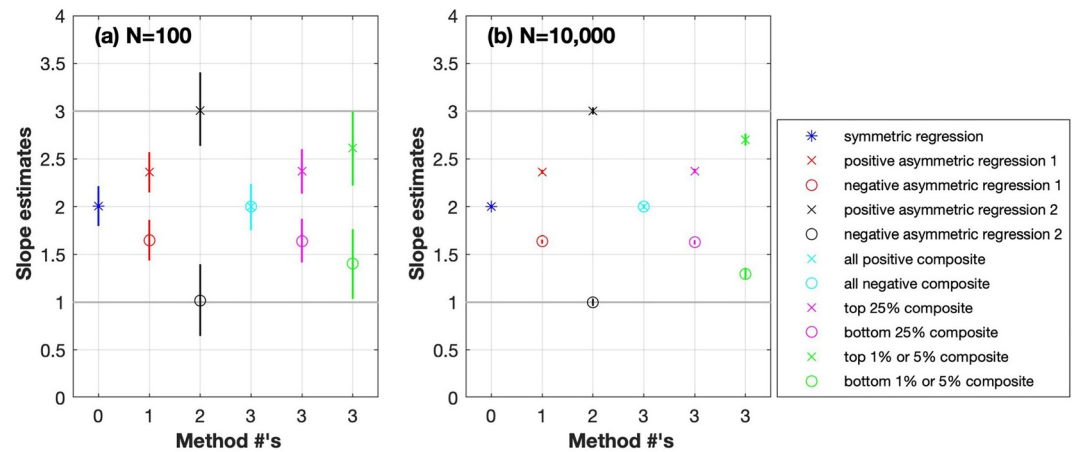 (a) N=100
Slope estimates
4
3.5
3
2.5
2
1.5
1
0.5
0
0 1 2 3 3 3
Method #'s
(b) N=10,000
Slope estimates
4
3.5
3
2.5
2
1.5
1
0.5
0
0 1 2 3 3 3
Method #'s
symmetric regression
positive asymmetric regression 1
negative asymmetric regression 1
positive asymmetric regression 2
negative asymmetric regression 2
all positive composite
all negative composite
top 25% composite
bottom 25% composite
top 1% or 5% composite
bottom 1% or 5% composite